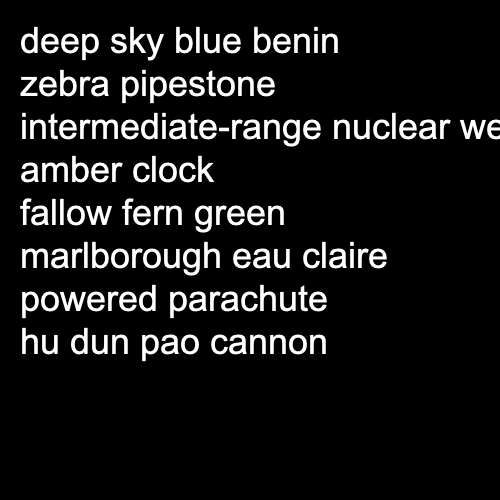 deep sky blue benin
zebra pipestone
intermediate-range nuclear we
amber clock
fallow fern green
marlborough eau claire
powered parachute
hu dun pao cannon